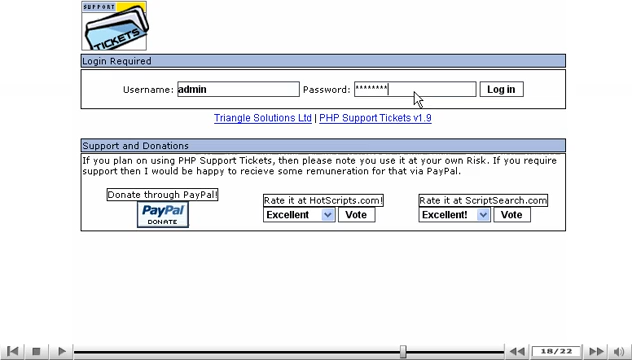 SUPPORT
TICKETS
Login Required
Username: admin Password: ******** Log in
Triangle Solutions Ltd | PHP Support Tickets v1.9
Support and Donations
If you plan on using PHP Support Tickets, then please note you use it at your own Risk. If you require
support then I would be happy to recieve some remuneration for that via PayPal.
Donate through PayPal! Rate it at HotScripts.com! Rate it at ScriptSearch.com
PayPal Excellent Vote Excellent! Vote
DONATE
18/22